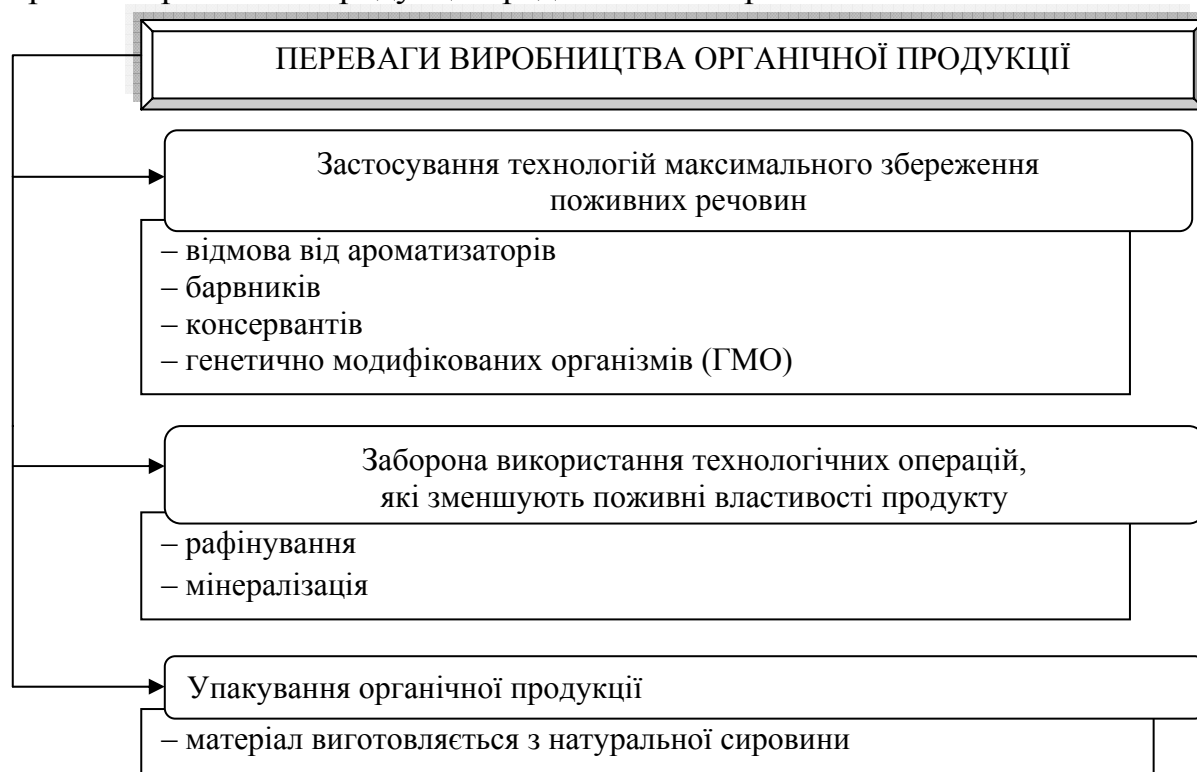 ПЕРЕВАГИ ВИРОБНИЦТВА ОРГАНІЧНОЇ ПРОДУКЦІЇ
Застосування технологій максимального збереження
поживних речовин
– відмова від ароматизаторів
– барвників
– консервантів
– генетично модифікованих організмів (ГМО)
Заборона використання технологічних операцій,
які зменшують поживні властивості продукту
– рафінування
– мінералізація
Упакування органічної продукції
– матеріал виготовляється з натуральної сировини